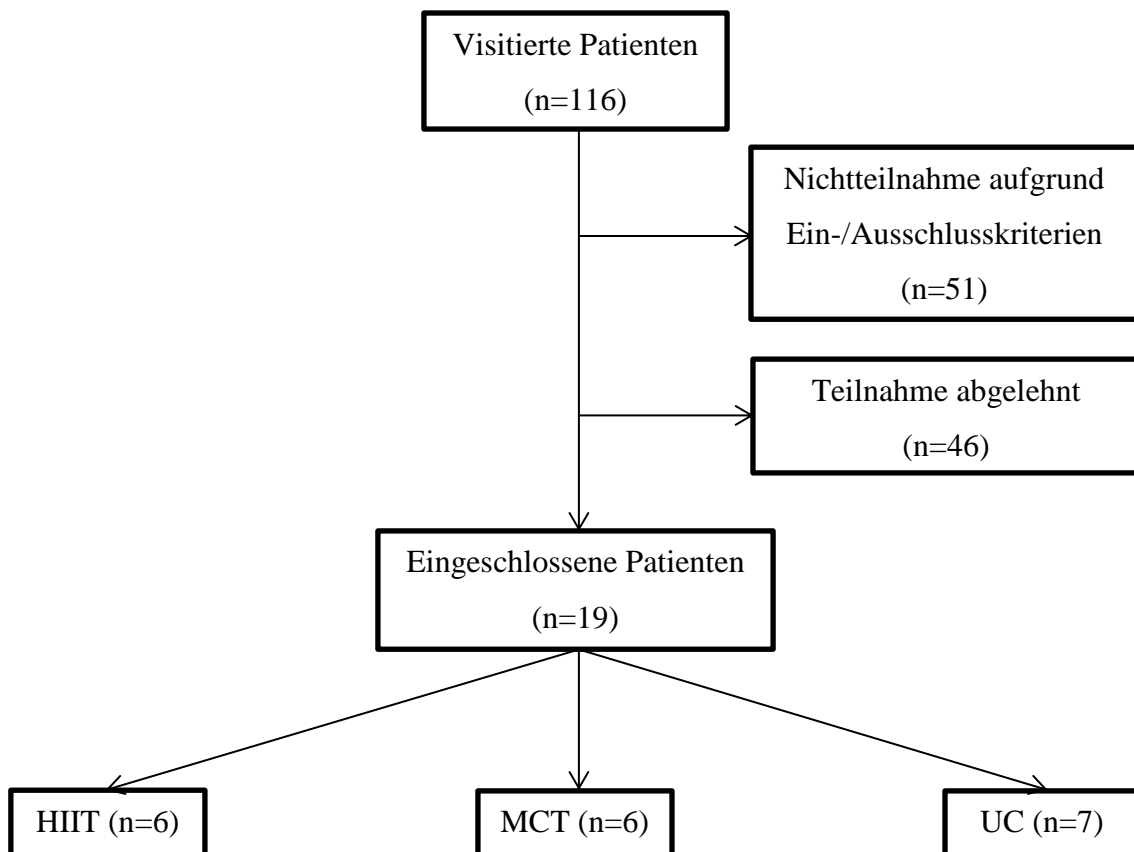 Visitierte Patienten
(n=116)
Nichtteilnahme aufgrund
Ein-/Ausschlusskriterien
(n=51)
Teilnahme abgelehnt
(n=46)
Eingeschlossene Patienten
(n=19)
HIIT (n=6)
MCT (n=6)
UC (n=7)